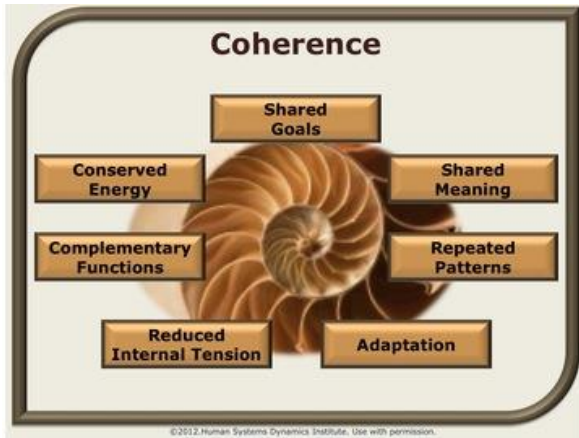 Coherence
Shared
Goals
Conserved
Energy
Shared
Meaning
Complementary
Functions
Repeated
Patterns
Reduced
Internal Tension
Adaptation
©2012.Human Systems Dynamics Institute. Use with permission.